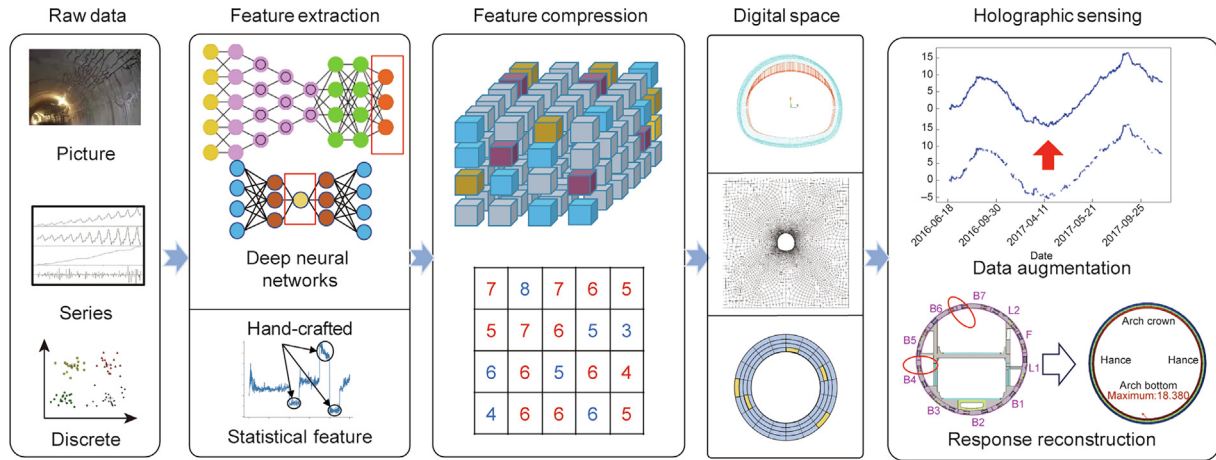 Raw data
Feature extraction
Feature compression
Digital space
Holographic sensing
Picture
Series
Discrete
Deep neural
networks
Hand-crafted
Statistical feature
7 8 7 6 5
5 7 6 5 3
6 6 5 6 4
4 6 6 6 5
15
10
5
0
15
10
5
0
−5
2016-06-18
2016-09-30
2017-04-11
2017-05-21
2017-09-25
Date
Data augmentation
B7
B6
L2
B5
F
B4
L1
B3
B1
B2
Arch crown
Hance
Hance
Arch bottom
Maximum:18.380
Response reconstruction